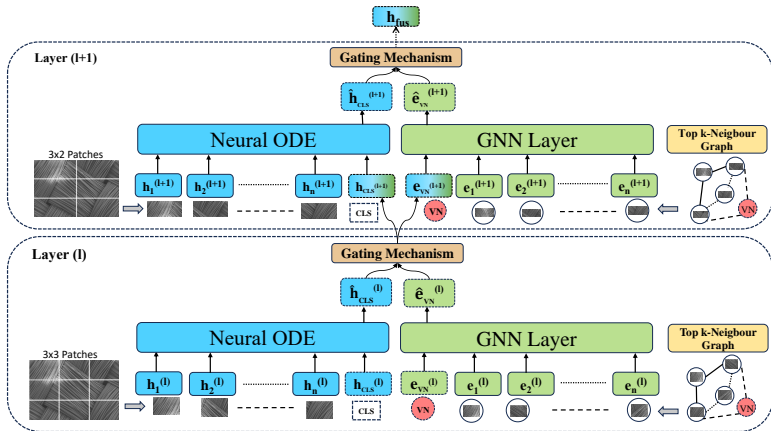 h_fus
Layer (l+1)
Gating Mechanism
ĥ_CLS^(l+1) ê_VN^(l+1)
Neural ODE GNN Layer
Top k-Neigbour
Graph
3x2 Patches
h_1^(l+1) h_2^(l+1) h_n^(l+1) h_CLS^(l+1) e_VN^(l+1) e_1^(l+1) e_2^(l+1) e_n^(l+1)
CLS VN VN
Layer (l)
Gating Mechanism
ĥ_CLS^(l) ê_VN^(l)
Neural ODE GNN Layer
Top k-Neigbour
Graph
3x3 Patches
h_1^(l) h_2^(l) h_n^(l) h_CLS^(l) e_VN^(l) e_1^(l) e_2^(l) e_n^(l)
CLS VN VN